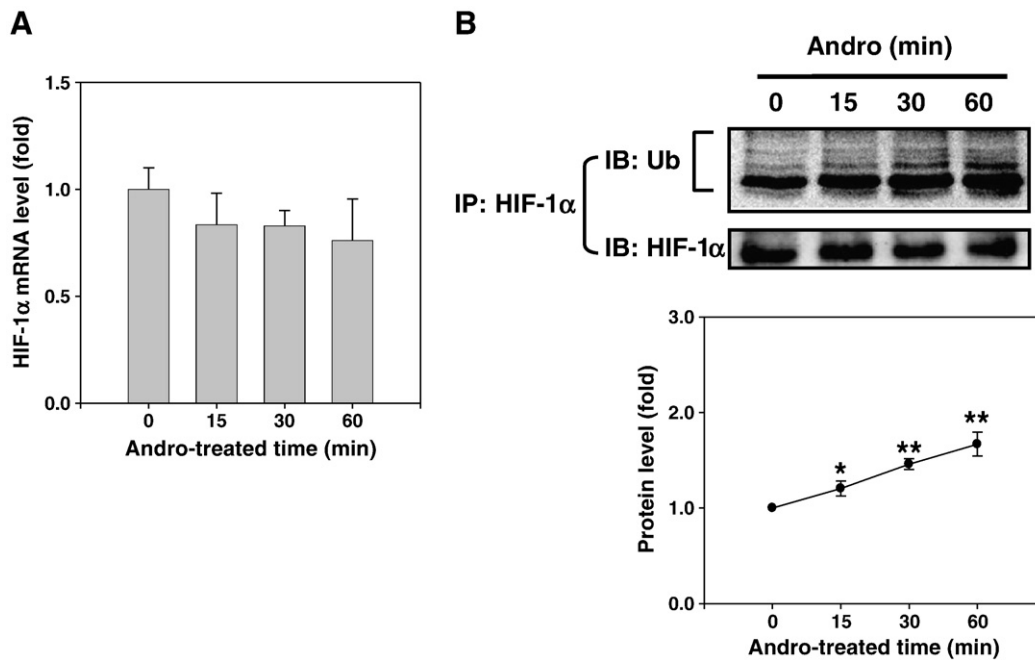 A
1.5
1.0
0.5
0.0
HIF-1α mRNA level (fold)
0 15 30 60
Andro-treated time (min)
B
Andro (min)
0 15 30 60
IP: HIF-1α
IB: Ub
IB: HIF-1α
3.0
2.0
1.0
0.0
Protein level (fold)
* ** **
0 15 30 60
Andro-treated time (min)